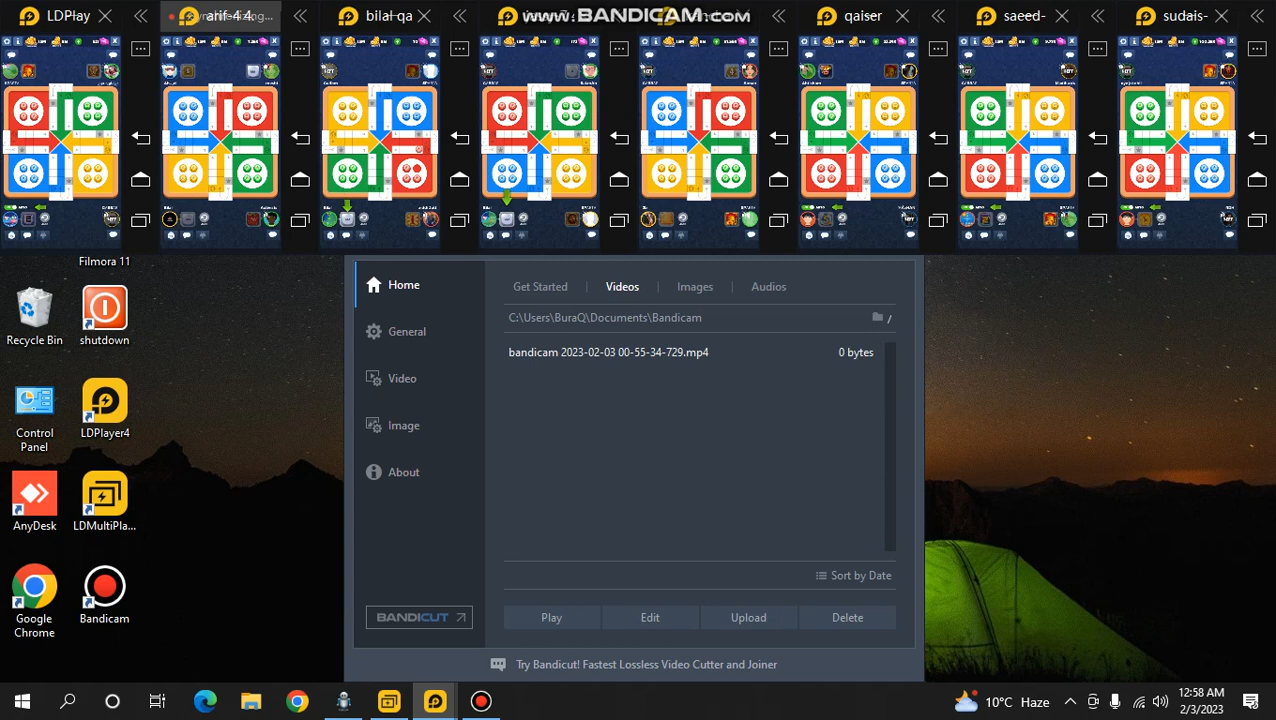 LDPlay
arif-4 4.
bilal-qa
www.BANDICAM.com
qaiser
saeed
sudais-
Filmora 11
Recycle Bin
shutdown
Control Panel
LDPlayer4
AnyDesk
LDMultiPla...
Google Chrome
Bandicam
Home
General
Video
Image
About
BANDICUT
Get Started
Videos
Images
Audios
C:\Users\BuraQ\Documents\Bandicam
/
bandicam 2023-02-03 00-55-34-729.mp4
0 bytes
Sort by Date
Play
Edit
Upload
Delete
Try Bandicut! Fastest Lossless Video Cutter and Joiner
10°C Haze
12:58 AM
2/3/2023